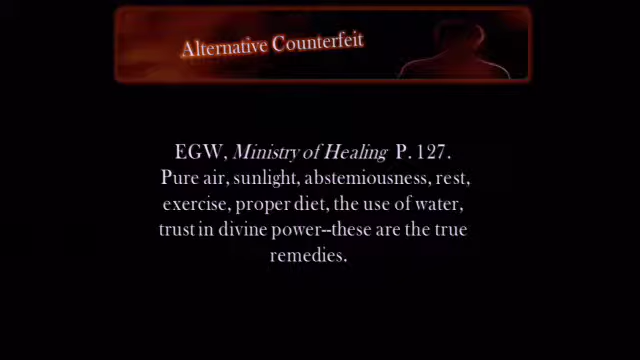 Alternative Counterfeit
EGW, Ministry of Healing P. 127.
Pure air, sunlight, abstemiousness, rest,
exercise, proper diet, the use of water,
trust in divine power--these are the true
remedies.